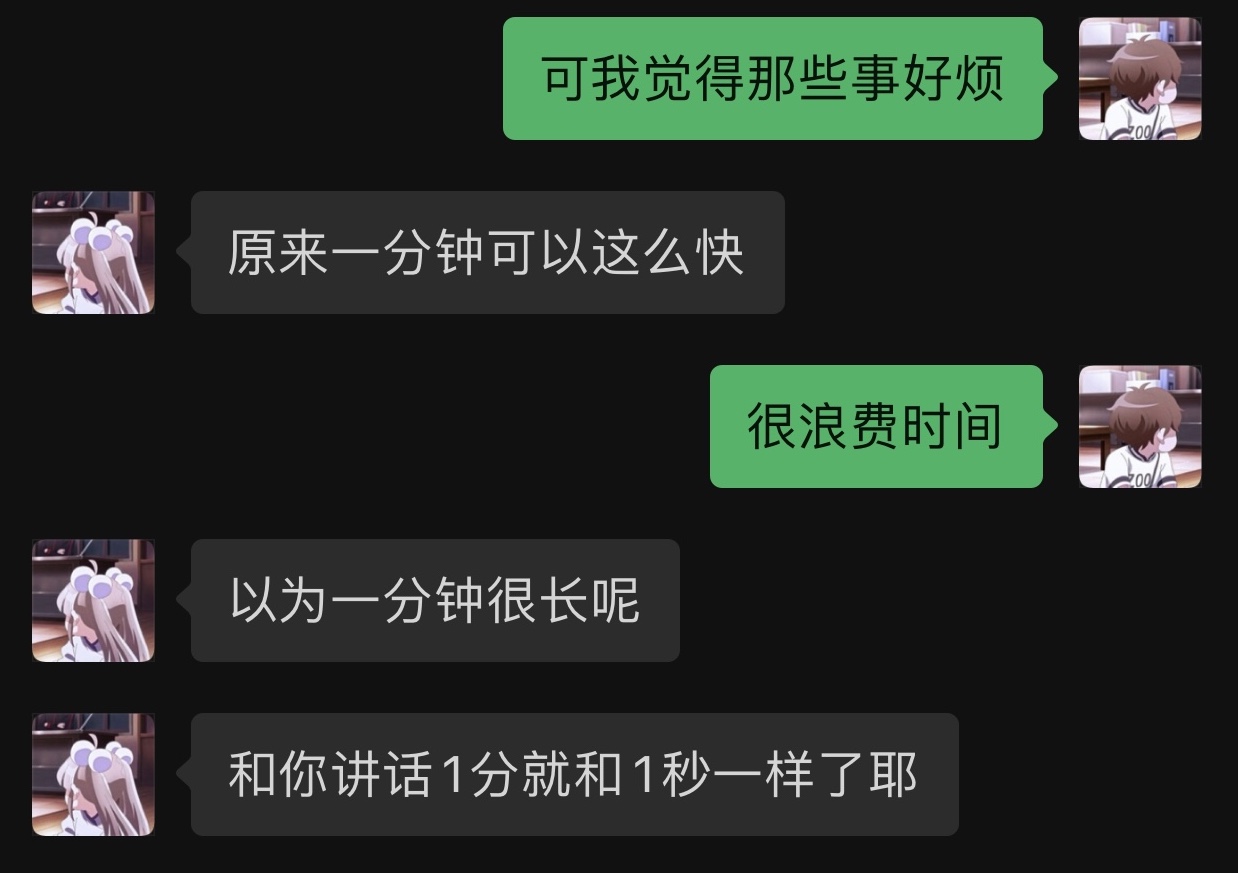 可我觉得那些事好烦
原来一分钟可以这么快
很浪费时间
以为一分钟很长呢
和你讲话1分就和1秒一样了耶